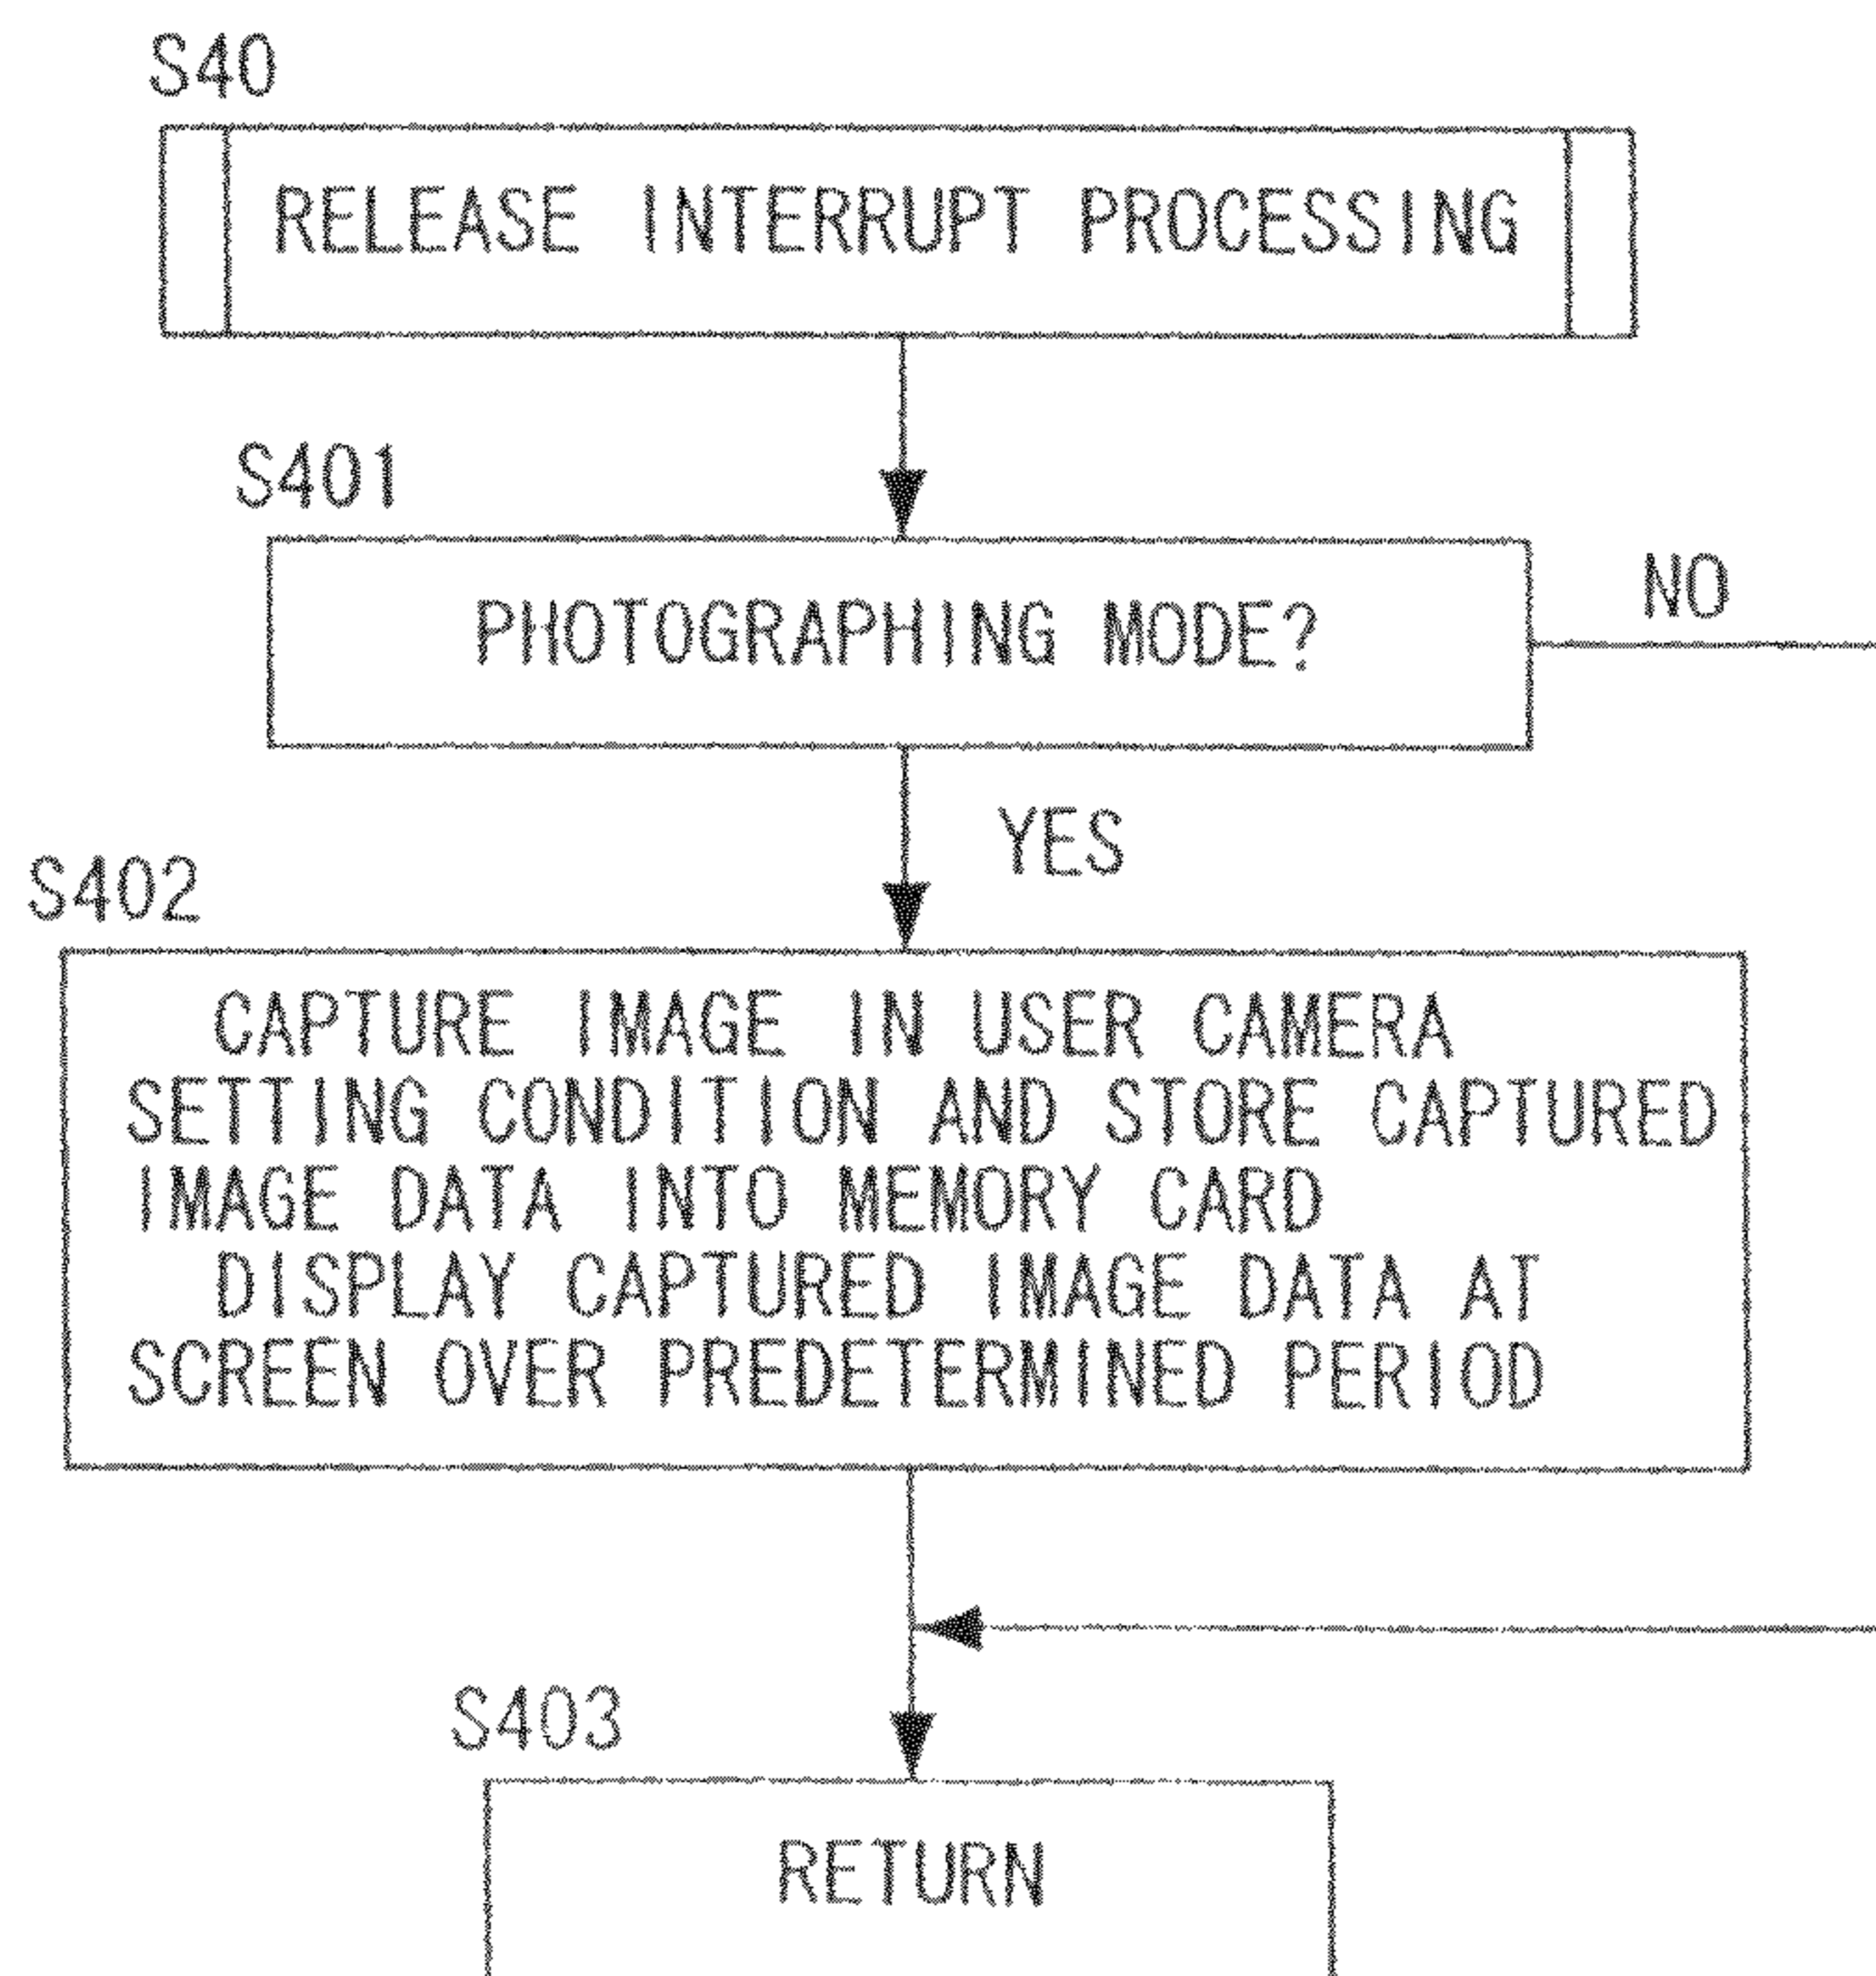 S40
RELEASE INTERRUPT PROCESSING
S401
PHOTOGRAPHING MODE?
NO
YES
S402
CAPTURE IMAGE IN USER CAMERA
SETTING CONDITION AND STORE CAPTURED
IMAGE DATA INTO MEMORY CARD
DISPLAY CAPTURED IMAGE DATA AT
SCREEN OVER PREDETERMINED PERIOD
S403
RETURN